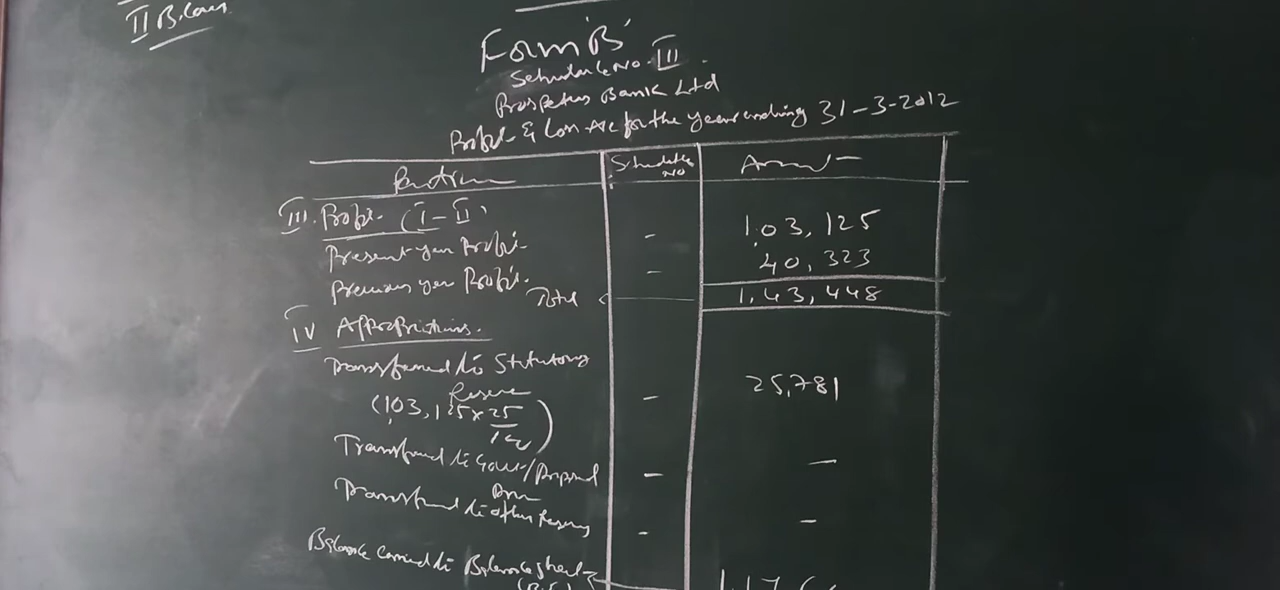 II B.Com
Form 'B'
Schedule No. III
Prosperus Bank Ltd
Profit & Loss A/c for the year ending 31-3-2012
Particulars Schedule No Amount
III. Profit (I-II)
Present year Profit - 1,03,125
Previous year Profit - 40,323
Total 1,43,448
IV Appropriations.
Transferred to Statutory
Reserve - 25,781
(1,03,125×25/100)
Transferred to Govt/Proposed - -
Transferred to other Reserves - -
Balance carried to Balance sheet